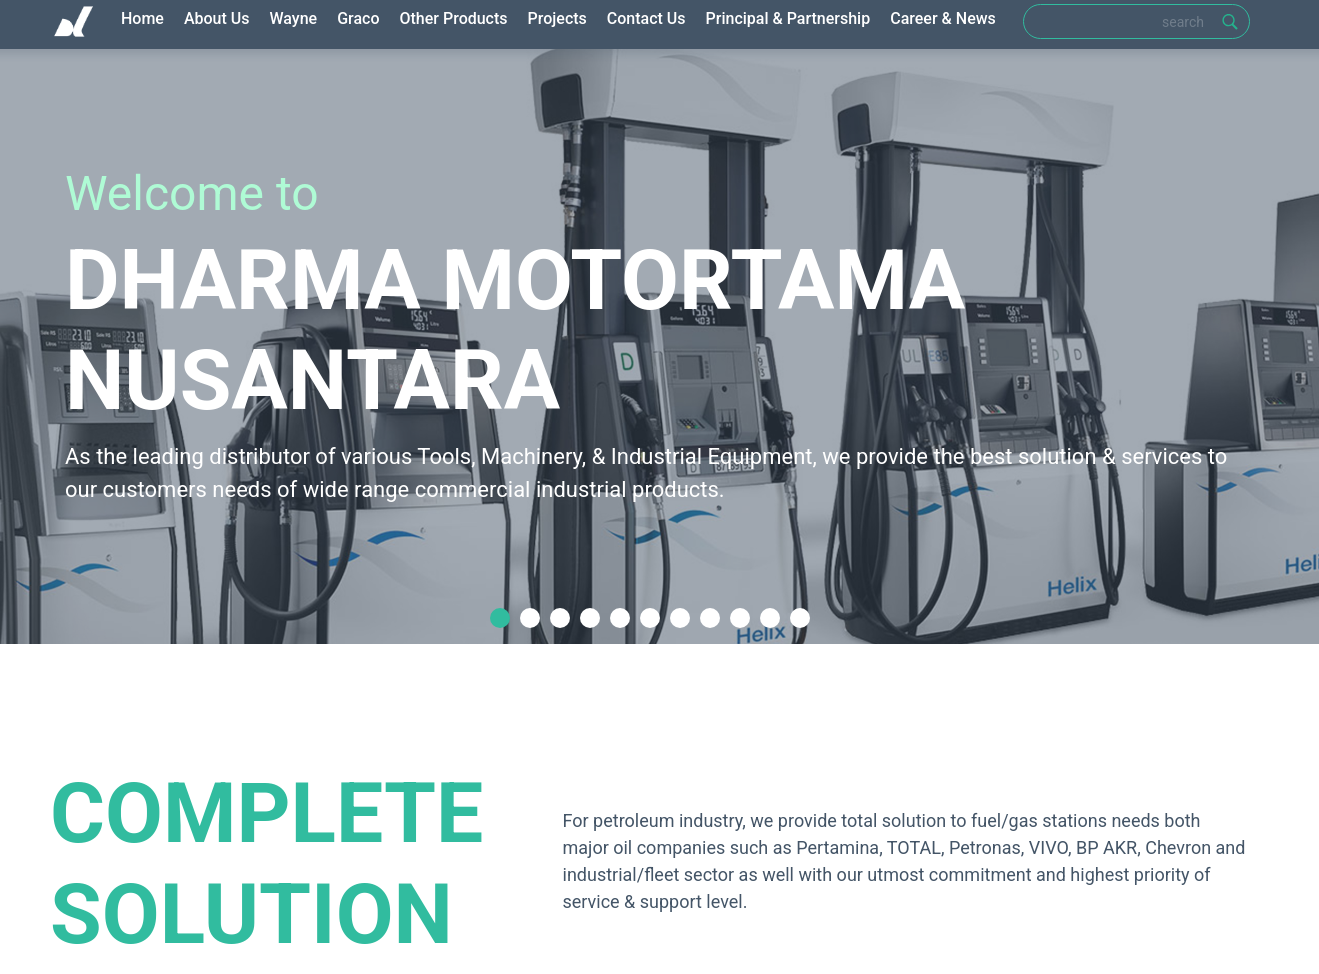 Home About Us Wayne Graco Other Products Projects Contact Us Principal & Partnership Career & News search
Welcome to
DHARMA MOTORTAMA
NUSANTARA
As the leading distributor of various Tools, Machinery, & Industrial Equipment, we provide the best solution & services to
our customers needs of wide range commercial industrial products.
D
UL E85 D D
Helix
Helix
Helix
COMPLETE
SOLUTION
For petroleum industry, we provide total solution to fuel/gas stations needs both
major oil companies such as Pertamina, TOTAL, Petronas, VIVO, BP AKR, Chevron and
industrial/fleet sector as well with our utmost commitment and highest priority of
service & support level.